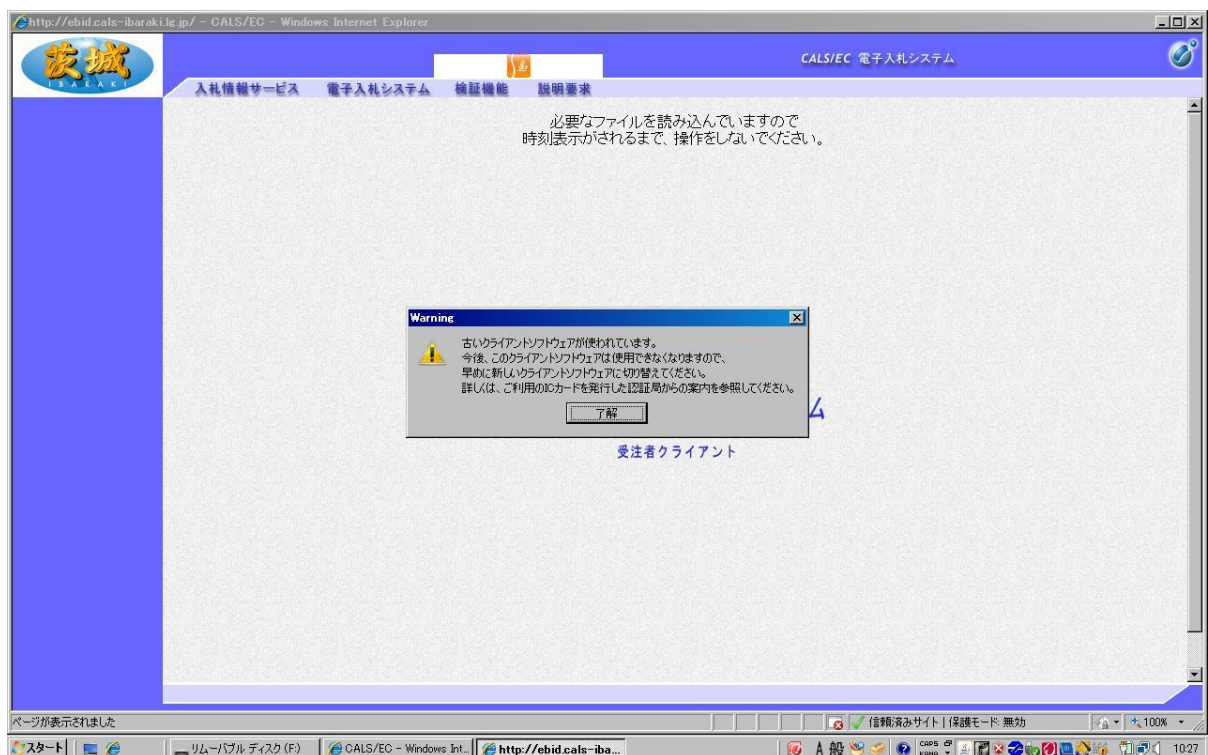 http://ebid.cals-ibaraki.lg.jp/ - CALS/EC - Windows Internet Explorer
茨城
IBARAKI
CALS/EC 電子入札システム
入札情報サービス 電子入札システム 検証機能 説明要求
必要なファイルを読み込んでいますので
時刻表示がされるまで、操作をしないでください。
Warning
古いクライアントソフトウェアが使われています。
今後、このクライアントソフトウェアは使用できなくなりますので、
早めに新しいクライアントソフトウェアに切り替えてください。
詳しくは、ご利用のICカードを発行した認証局からの案内を参照してください。
了解
ム
受注者クライアント
ページが表示されました
信頼済みサイト | 保護モード: 無効
100%
スタート
リムーバブル ディスク (F:)
CALS/EC - Windows Int...
http://ebid.cals-iba...
A 般
CAPS
KANA
10:27